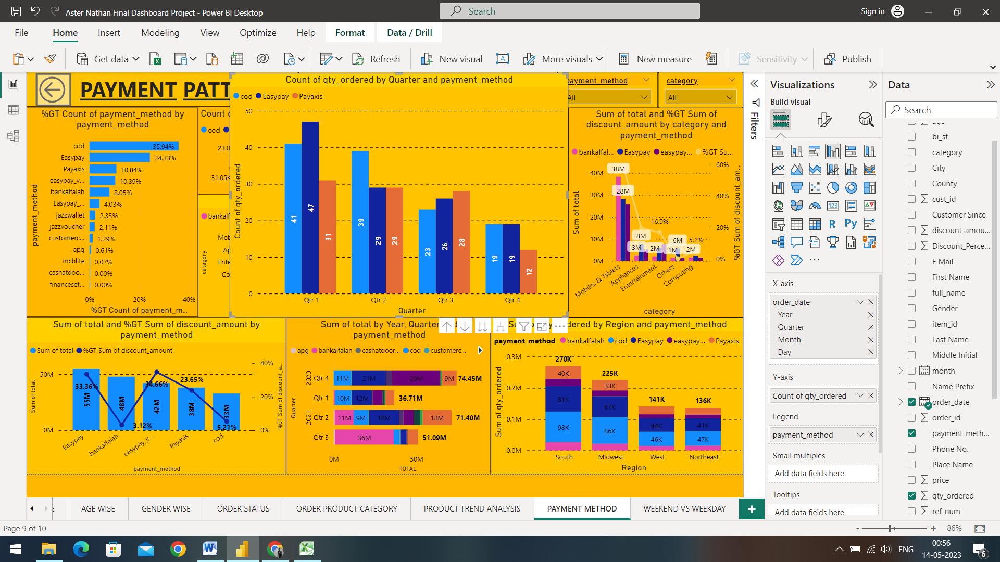 Aster Nathan Final Dashboard Project - Power BI Desktop
Search
Sign in
File Home Insert Modeling View Optimize Help Format Data / Drill
Get data
Refresh
New visual
More visuals
New measure
Sensitivity
Publish
PAYMENT PATT
payment_method
All
category
All
%GT Count of payment_method by
payment_method
cod 35.94%
Easypay 24.33%
Payaxis 10.84%
easypay_v... 10.39%
bankalfalah 8.05%
Easypay_... 4.03%
jazzwallet 2.33%
jazzvoucher 2.11%
customerc... 1.29%
apg 0.61%
mcblite 0.07%
cashatdoo... 0.00%
financeset... 0.00%
0% 20% 40%
%GT Count of payment_m...
payment_method
Count o
cod
23.0
31.05K
bankalf
Mob
Ap
Ente
Co
category
Count of qty_ordered by Quarter and payment_method
cod Easypay Payaxis
50
40
30
20
10
0
Count of qty_ordered
41 47 31
39 29 29
23 26 28
19 19 12
Qtr 1 Qtr 2 Qtr 3 Qtr 4
Quarter
Sum of total and %GT Sum of
discount_amount by category and
payment_method
bankalfal... Easypay easypay... %GT Su...
40M
30M
20M
10M
0M
Sum of total
38M
28M
16.9%
8M
3M
2M
6M
1M
5.1%
2M
60%
40%
20%
0%
%GT Sum of discount_am...
Mobiles & Tablets
Appliances
Entertainment
Others
Computing
category
Sum of total and %GT Sum of discount_amount by
payment_method
Sum of total %GT Sum of discount_amount
50M
0M
Sum of total
33.36% 55M
48M 3.12%
34.66% 42M
23.65% 38M
33M 5.21%
40%
20%
0%
%GT Sum of discount_a...
Easypay
bankalfalah
easypay_v...
Payaxis
cod
payment_method
Sum of total by Year, Quarter
payment_method
apg bankalfalah cashatdoor... cod customerc...
Quarter
2020
Qtr 4 11M 21M 29M 9M 74.45M
2021
Qtr 1 10M 12M 36.71M
Qtr 2 11M 9M 18M 18M 71.40M
Qtr 3 36M 51.09M
0M 50M
TOTAL
ordered by Region and payment_method
payment_method bankalfalah cod Easypay easypay... Payaxis
0.3M
0.2M
0.1M
0.0M
Sum of qty_ordered
270K 40K 81K 98K
225K 33K 67K 86K
141K 44K 46K
136K 41K 47K
South Midwest West Northeast
Region
Filters
Visualizations
Build visual
R Py
123
X-axis
order_date
Year
Quarter
Month
Day
Y-axis
Count of qty_ordered
Legend
payment_method
Small multiples
Add data fields here
Tooltips
Add data fields here
Data
Search
bi_st
category
City
County
cust_id
Customer Since
discount_amou...
Discount_Perce...
E Mail
First Name
full_name
Gender
item_id
Last Name
Middle Initial
month
Name Prefix
order_date
order_id
payment_meth...
Phone No.
Place Name
price
qty_ordered
ref_num
AGE WISE GENDER WISE ORDER STATUS ORDER PRODUCT CATEGORY PRODUCT TREND ANALYSIS PAYMENT METHOD WEEKEND VS WEEKDAY
Page 9 of 10
86%
ENG
00:56
14-05-2023
6